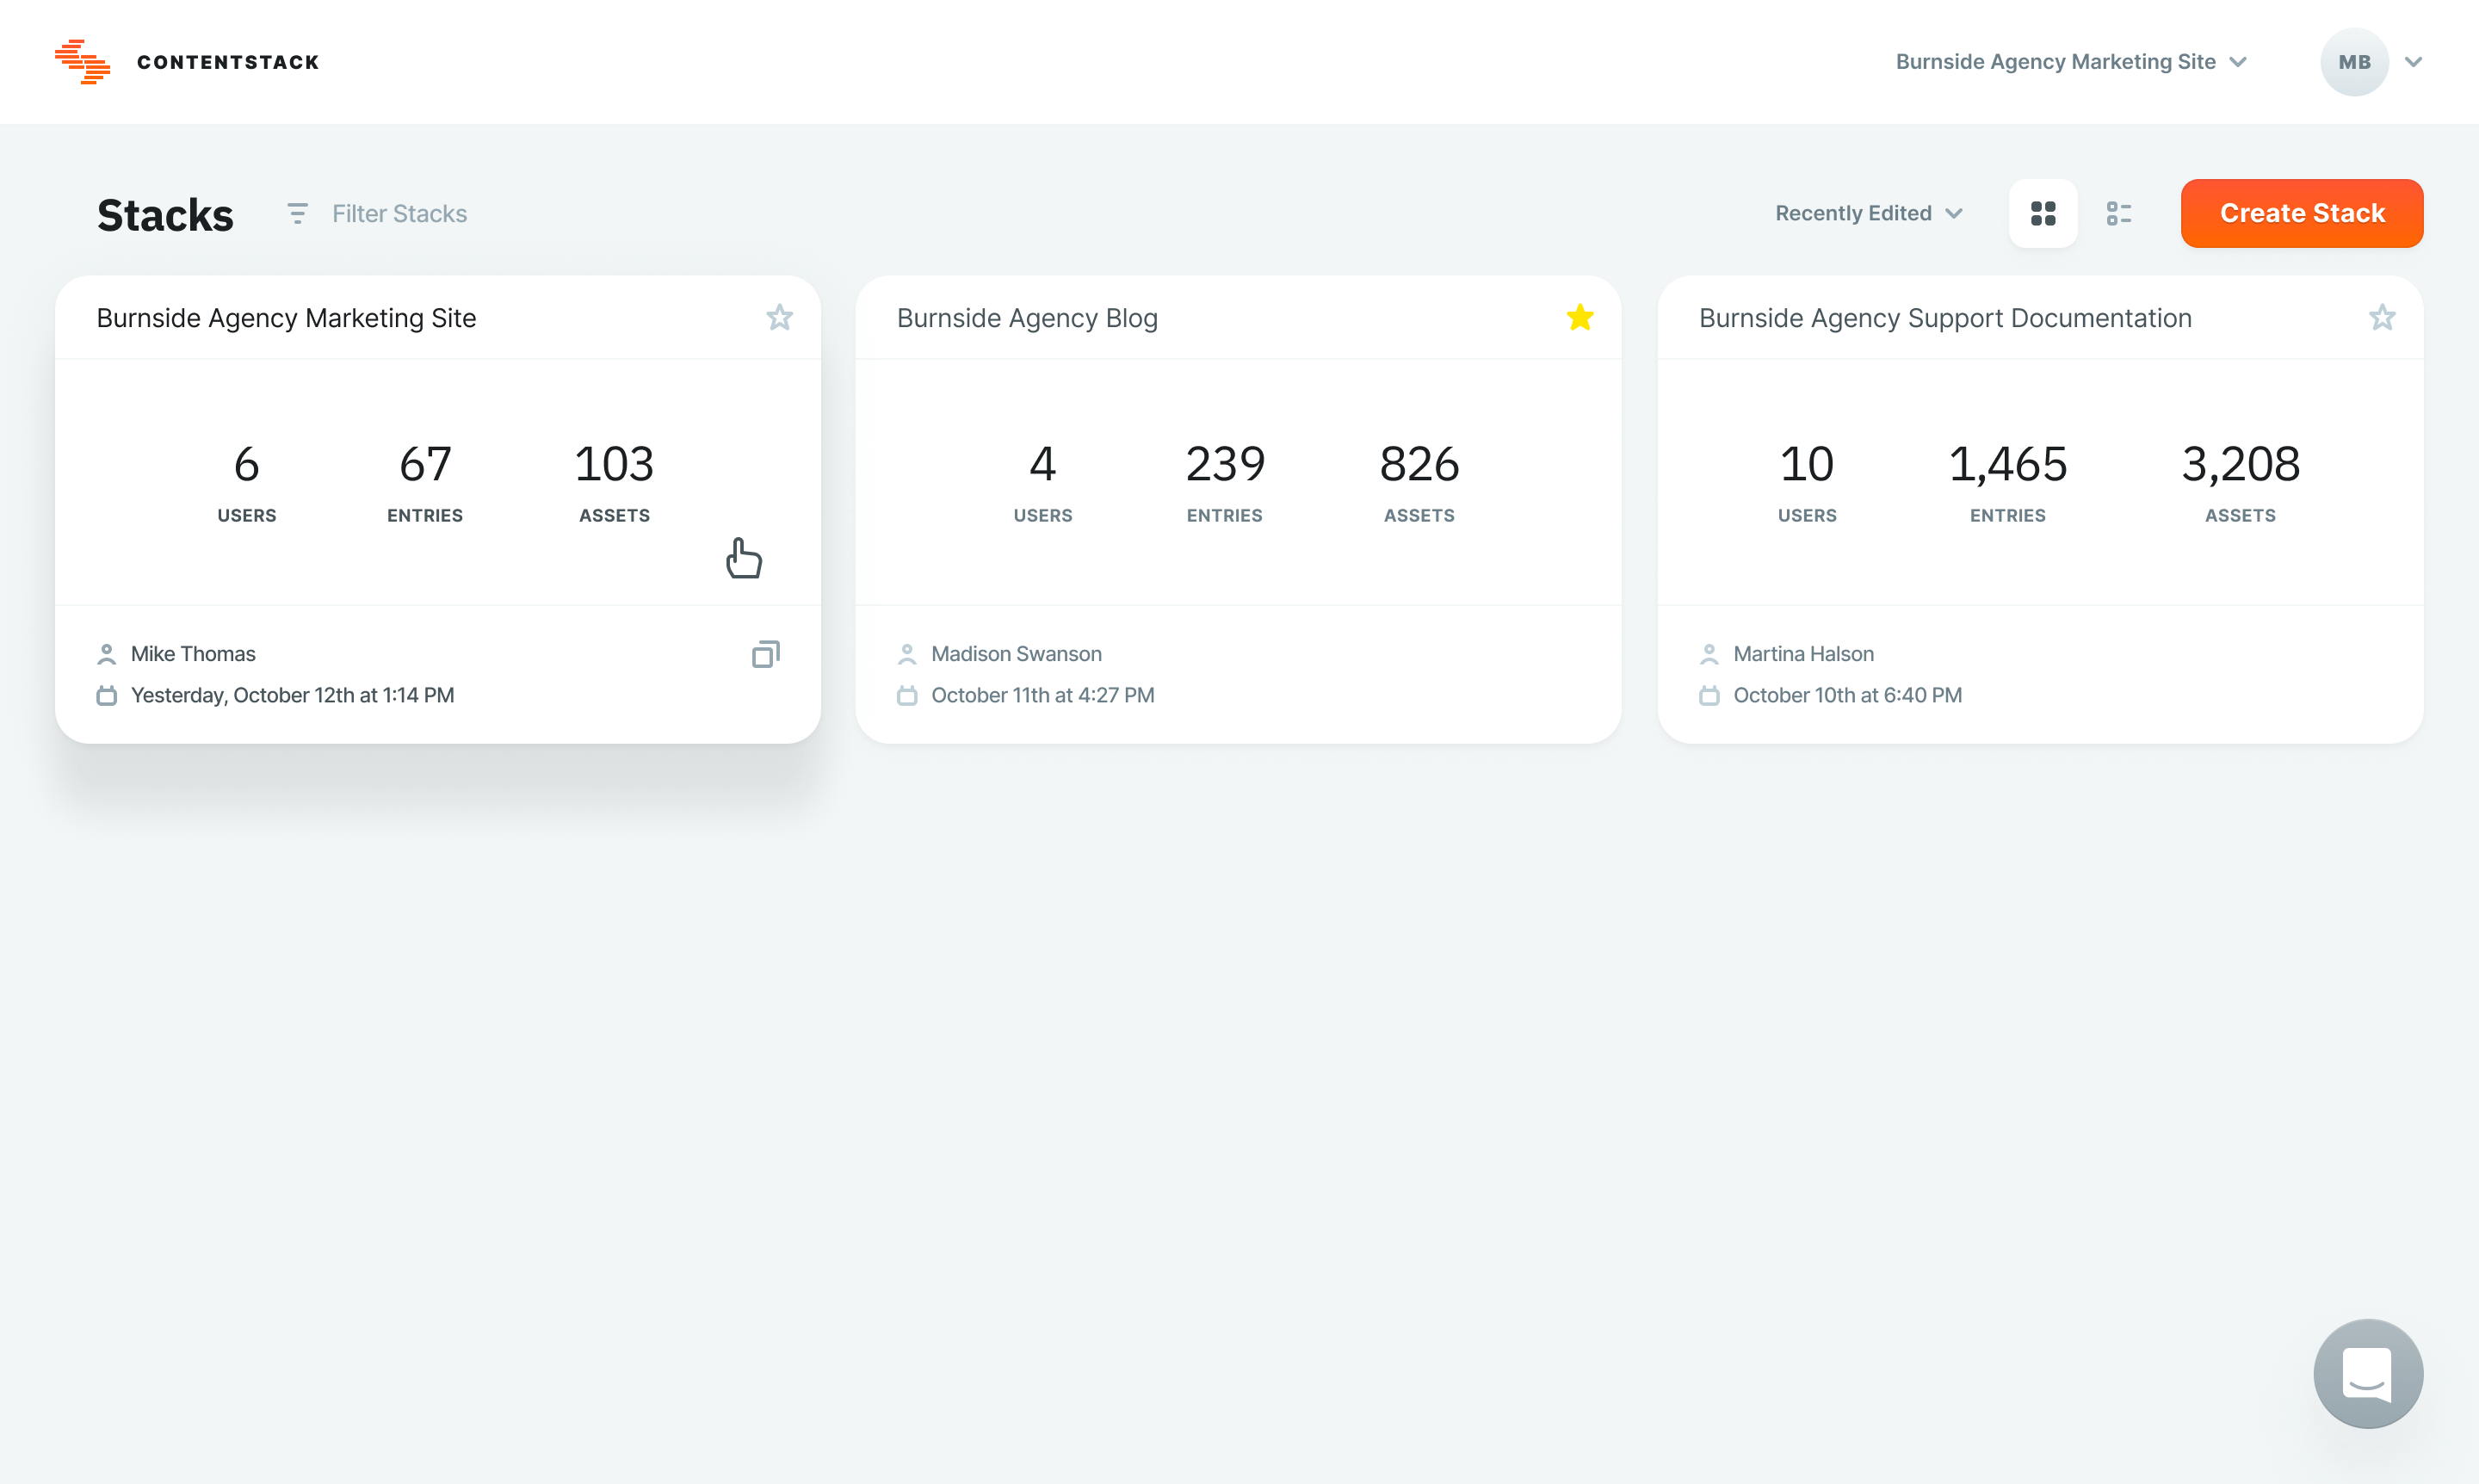 CONTENTSTACK
Burnside Agency Marketing Site
MB
Stacks
Filter Stacks
Recently Edited
Create Stack
Burnside Agency Marketing Site
6
67
103
USERS
ENTRIES
ASSETS
Mike Thomas
Yesterday, October 12th at 1:14 PM
Burnside Agency Blog
4
239
826
USERS
ENTRIES
ASSETS
Madison Swanson
October 11th at 4:27 PM
Burnside Agency Support Documentation
10
1,465
3,208
USERS
ENTRIES
ASSETS
Martina Halson
October 10th at 6:40 PM